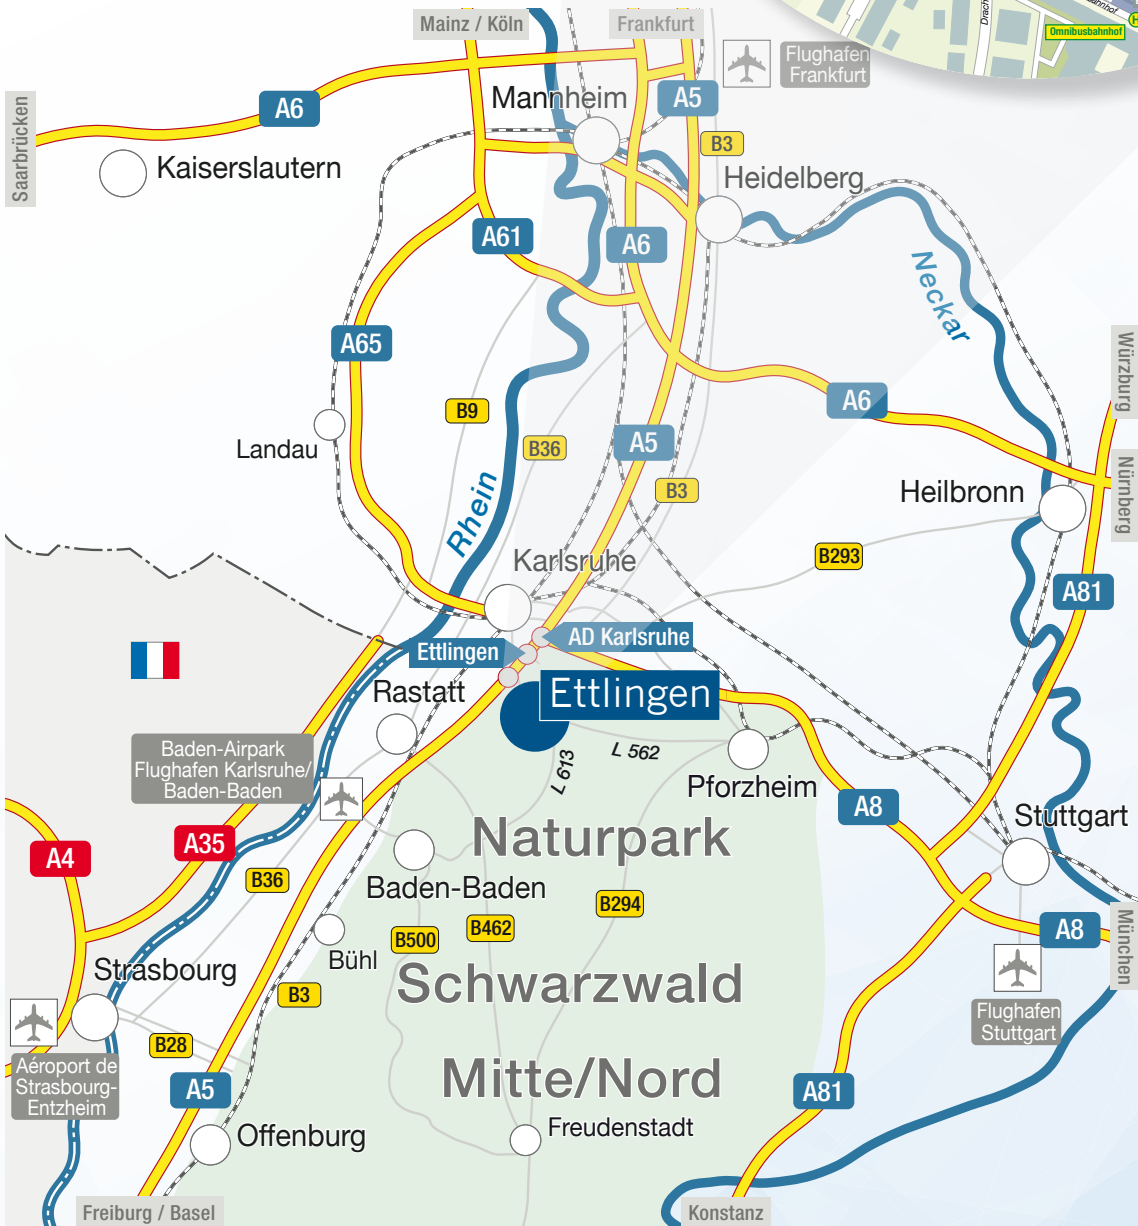 Mainz / Köln
Frankfurt
Omnibusbahnhof
H
Flughafen
Frankfurt
Saarbrücken
A6
Mannheim
A5
B3
Kaiserslautern
Heidelberg
A61
A6
Neckar
A65
Würzburg
B9
A6
Landau
B36
A5
Rhein
B3
Nürnberg
Heilbronn
Karlsruhe
B293
A81
AD Karlsruhe
Ettlingen
Ettlingen
Rastatt
Baden-Airpark
Flughafen Karlsruhe/
Baden-Baden
L 613
L 562
Pforzheim
A8
Stuttgart
A4
A35
Naturpark
B36
Baden-Baden
B294
B462
B500
A8
München
Bühl
Strasbourg
Schwarzwald
B3
Flughafen
Stuttgart
B28
Aéroport de
Strasbourg-
Entzheim
A5
Mitte/Nord
A81
Offenburg
Freudenstadt
Freiburg / Basel
Konstanz